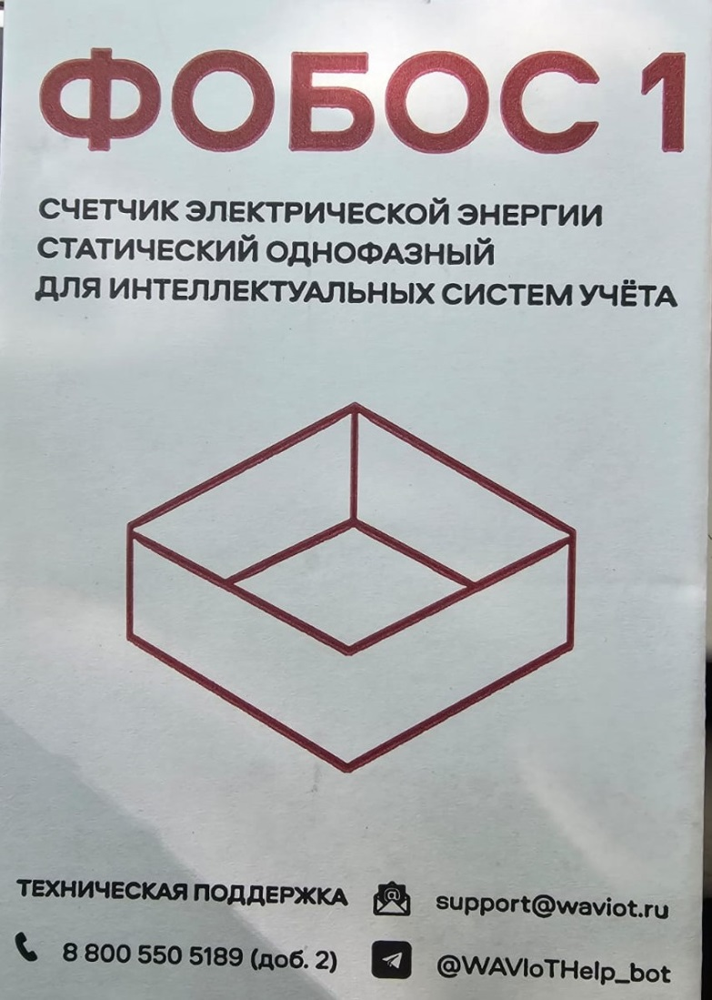 ФОБОС 1
СЧЕТЧИК ЭЛЕКТРИЧЕСКОЙ ЭНЕРГИИ
СТАТИЧЕСКИЙ ОДНОФАЗНЫЙ
ДЛЯ ИНТЕЛЛЕКТУАЛЬНЫХ СИСТЕМ УЧЁТА
ТЕХНИЧЕСКАЯ ПОДДЕРЖКА
support@waviot.ru
8 800 550 5189 (доб. 2)
@WAVIoTHelp_bot